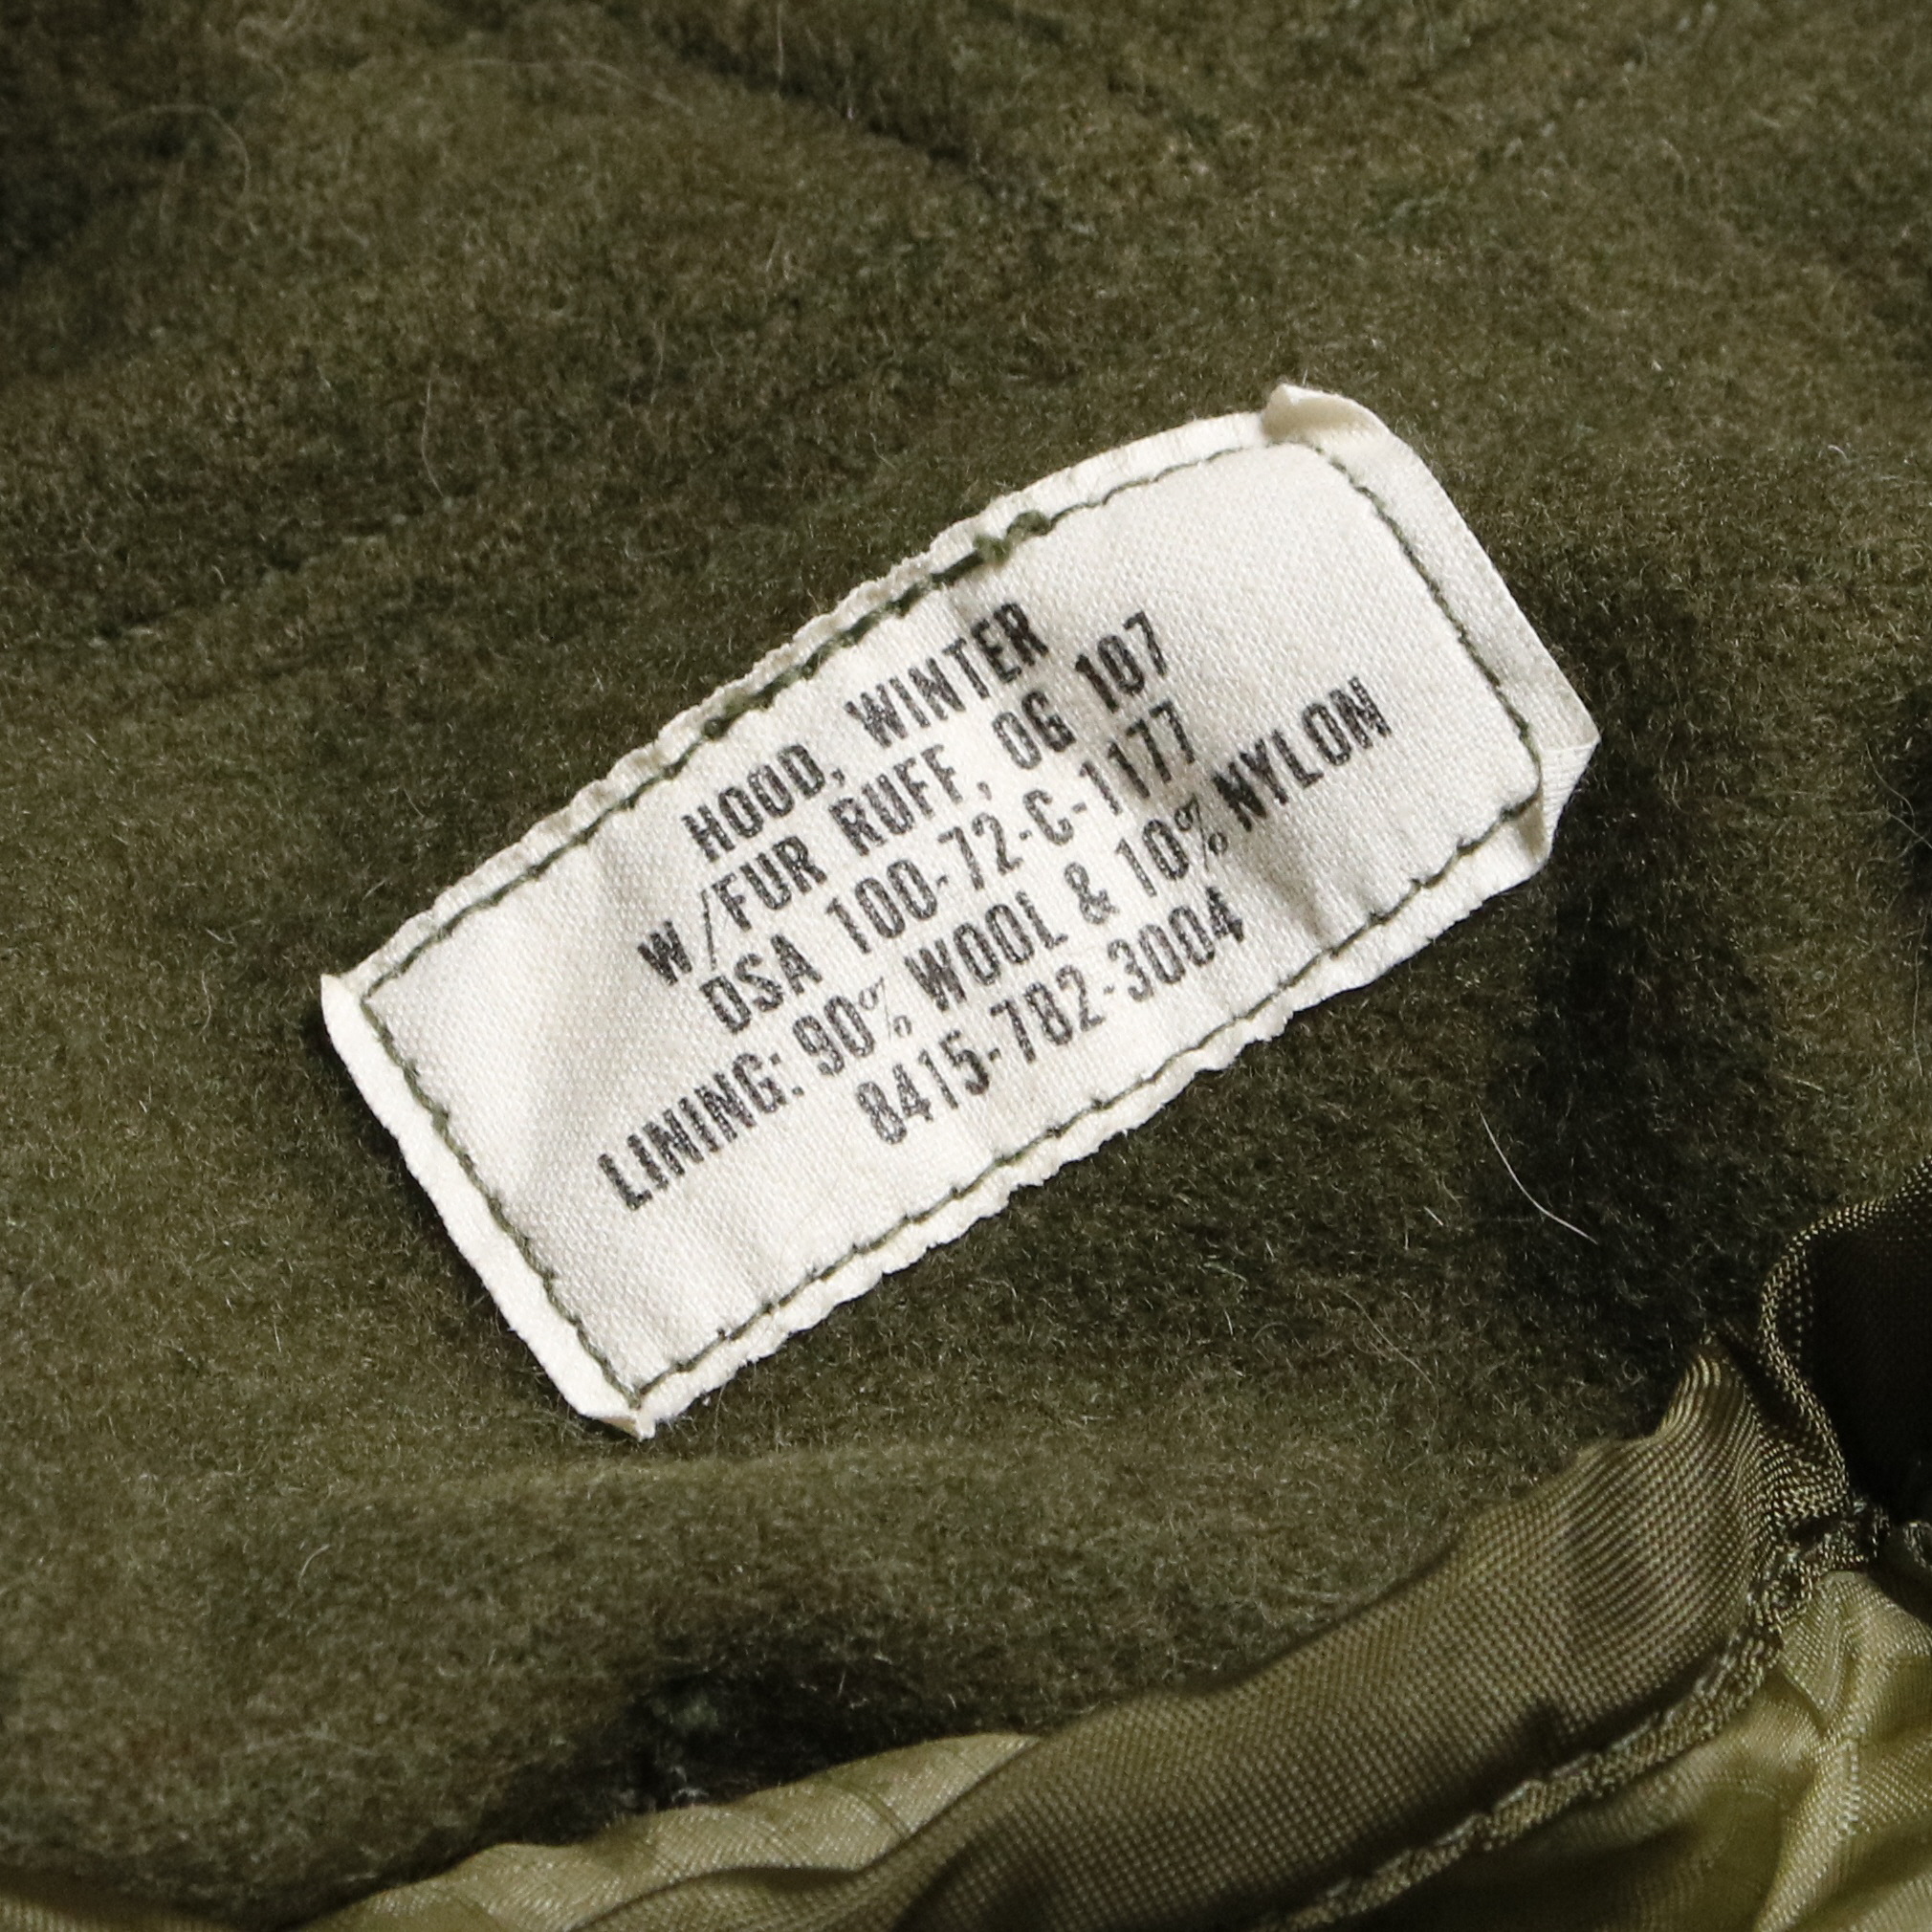 HOOD, WINTER
W/FUR RUFF, OG 107
DSA 100-72-C-1177
LINING: 90% WOOL & 10% NYLON
8415-782-3004